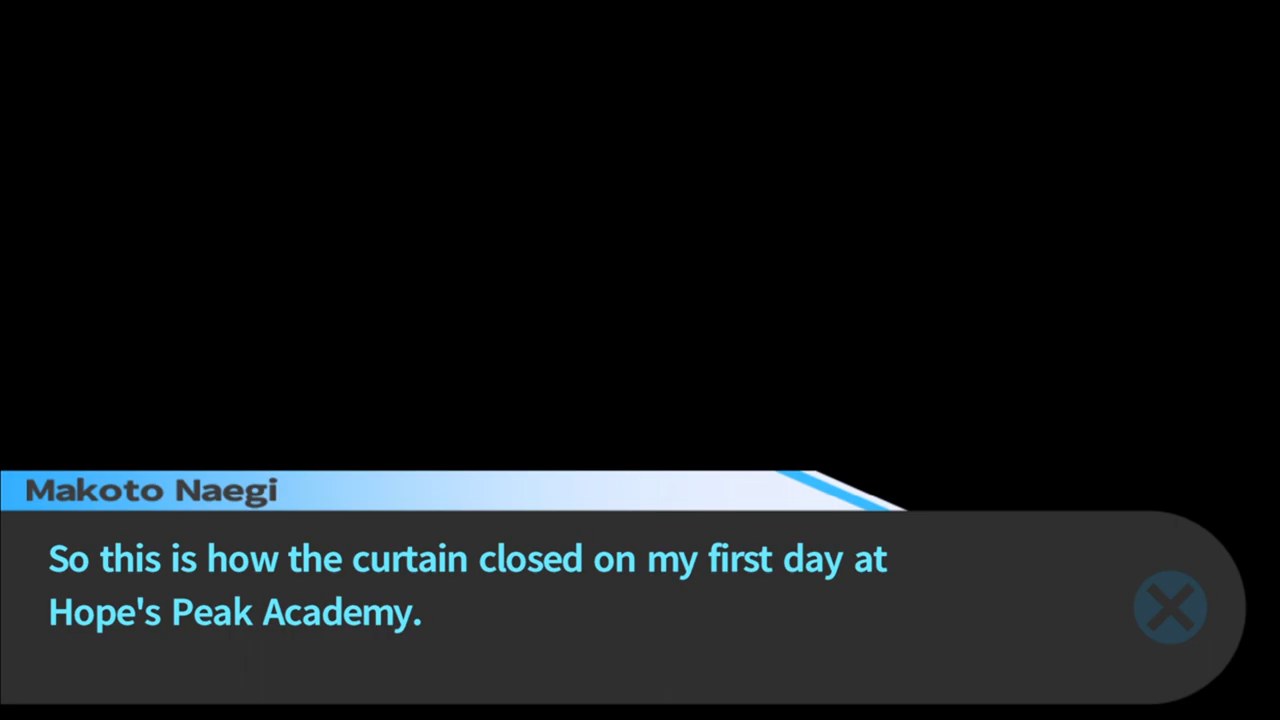 Makoto Naegi
So this is how the curtain closed on my first day at
Hope's Peak Academy.